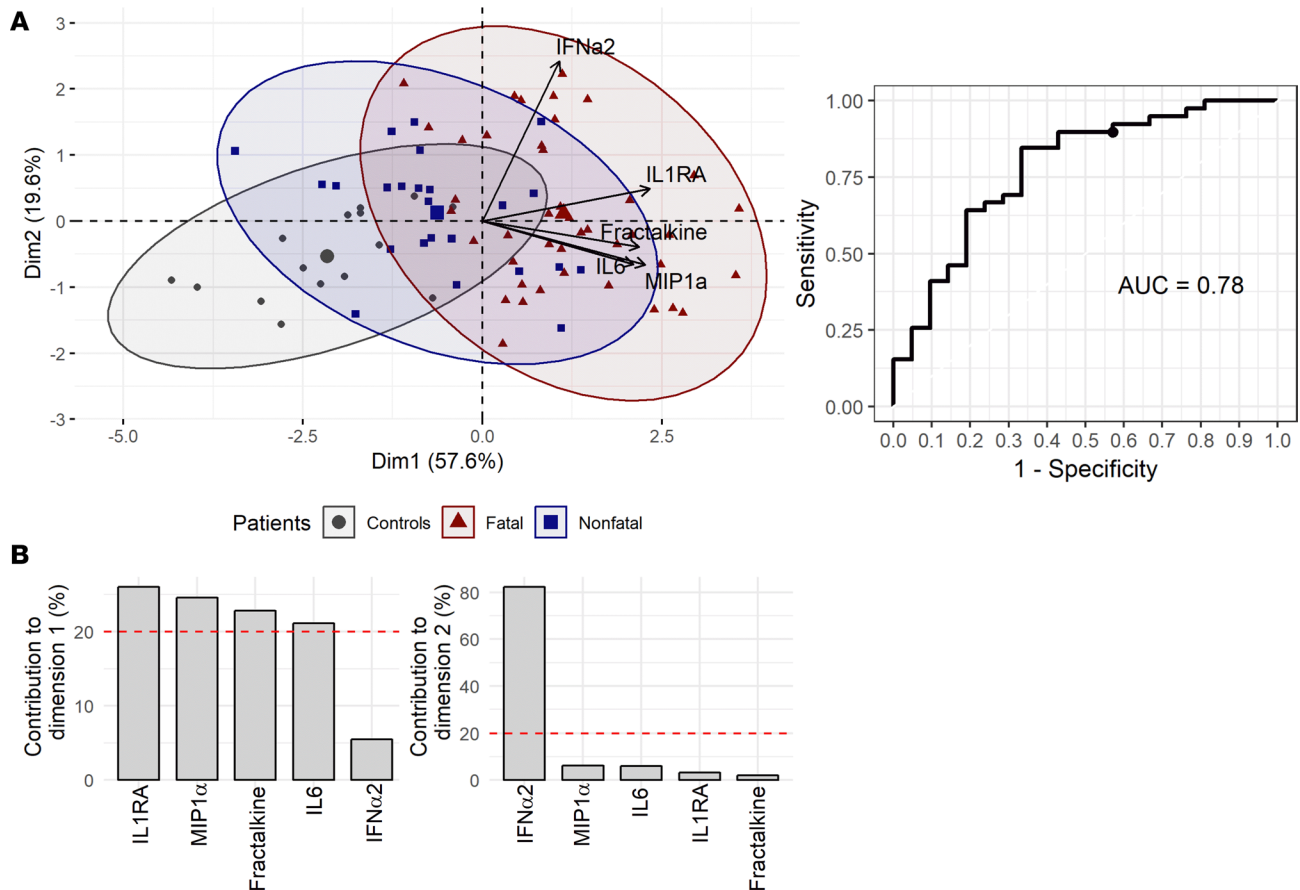 A
3
2
1
0
-1
-2
-3
Dim2 (19.6%)
-5.0
-2.5
0.0
2.5
Dim1 (57.6%)
IFNa2
IL1RA
Fractalkine
IL6
MIP1a
Patients
Controls
Fatal
Nonfatal
1.00
0.75
0.50
0.25
0.00
Sensitivity
AUC = 0.78
0.0 0.1 0.2 0.3 0.4 0.5 0.6 0.7 0.8 0.9 1.0
1 - Specificity
B
Contribution to
dimension 1 (%)
20
10
0
IL1RA
MIP1α
Fractalkine
IL6
IFNα2
Contribution to
dimension 2 (%)
80
60
40
20
0
IFNα2
MIP1α
IL6
IL1RA
Fractalkine